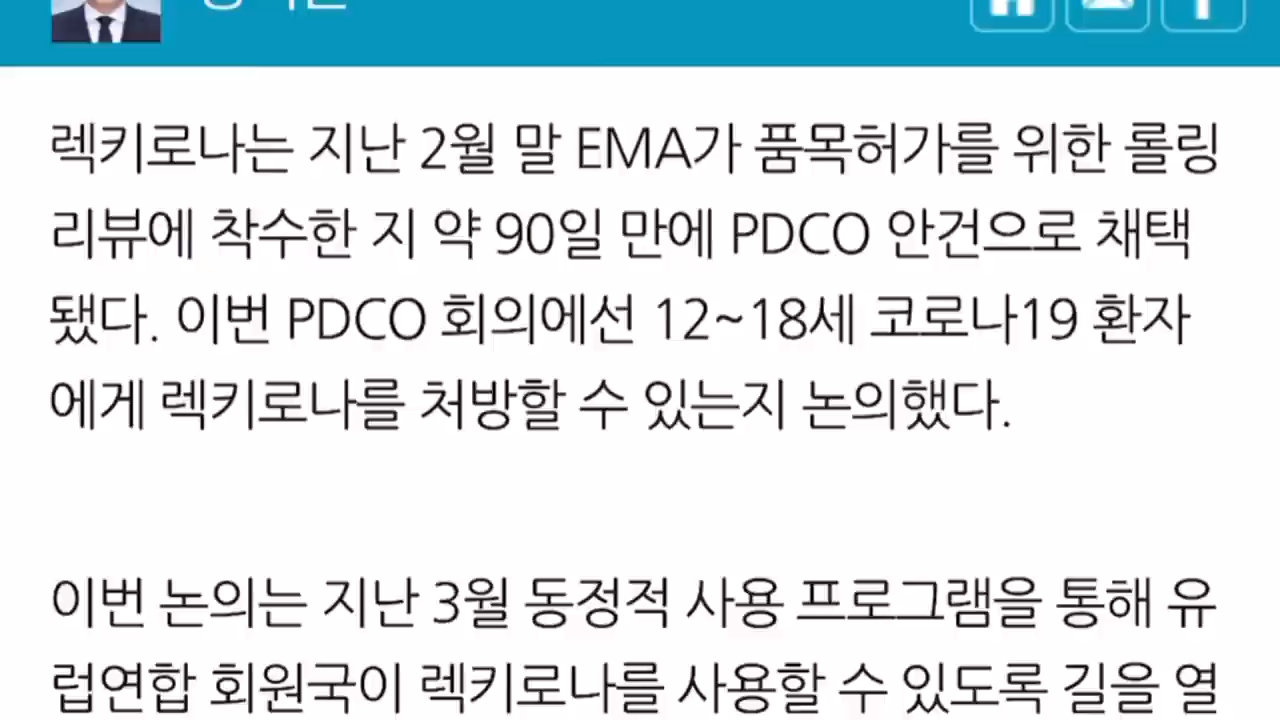 렉키로나는 지난 2월 말 EMA가 품목허가를 위한 롤링
리뷰에 착수한 지 약 90일 만에 PDCO 안건으로 채택
됐다. 이번 PDCO 회의에선 12~18세 코로나19 환자
에게 렉키로나를 처방할 수 있는지 논의했다.
이번 논의는 지난 3월 동정적 사용 프로그램을 통해 유
럽연합 회원국이 렉키로나를 사용할 수 있도록 길을 열